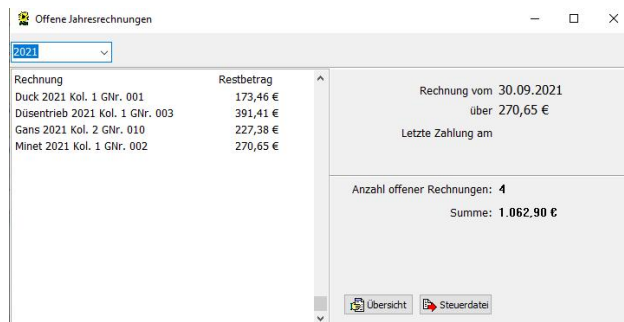 Offene Jahresrechnungen
2021
Rechnung Restbetrag
Duck 2021 Kol. 1 GNr. 001 173,46 €
Düsentrieb 2021 Kol. 1 GNr. 003 391,41 €
Gans 2021 Kol. 2 GNr. 010 227,38 €
Minet 2021 Kol. 1 GNr. 002 270,65 €
Rechnung vom 30.09.2021
über 270,65 €
Letzte Zahlung am
Anzahl offener Rechnungen: 4
Summe: 1.062,90 €
Übersicht Steuerdatei